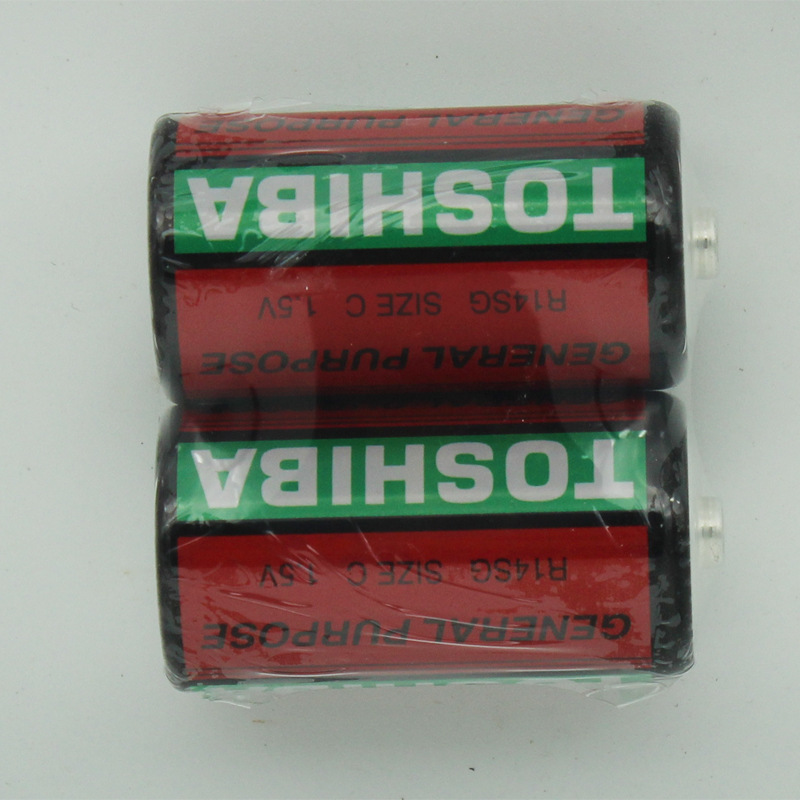 GENERAL PURPOSE
R14SG SIZE C 1.5V
TOSHIBA
GENERAL PURPOSE
R14SG SIZE C 1.5V
TOSHIBA
GENERAL PURPOSE